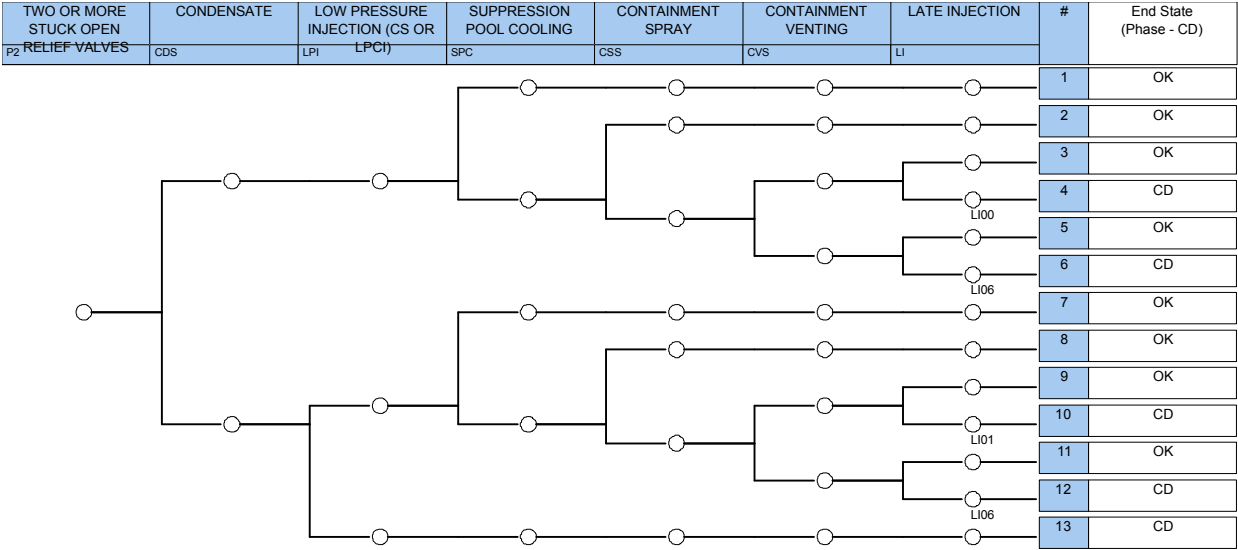 TWO OR MORE STUCK OPEN RELIEF VALVES
P2
CONDENSATE
CDS
LOW PRESSURE INJECTION (CS OR LPCI)
LPI
SUPPRESSION POOL COOLING
SPC
CONTAINMENT SPRAY
CSS
CONTAINMENT VENTING
CVS
LATE INJECTION
LI
#
End State (Phase - CD)
1 OK
2 OK
3 OK
4 CD
LI00
5 OK
6 CD
LI06
7 OK
8 OK
9 OK
10 CD
LI01
11 OK
12 CD
LI06
13 CD